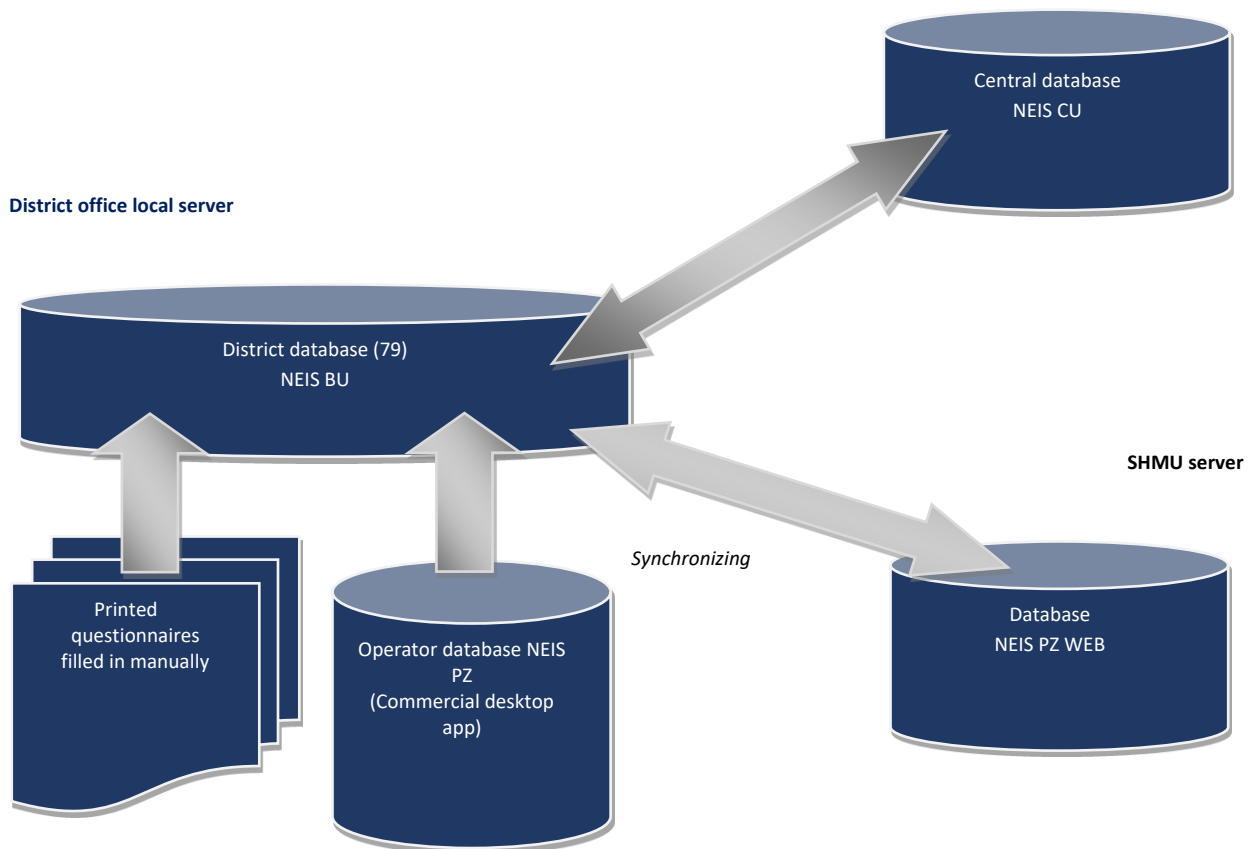 Central database
NEIS CU
District office local server
District database (79)
NEIS BU
SHMU server
Synchronizing
Printed
questionnaires
filled in manually
Operator database NEIS
PZ
(Commercial desktop
app)
Database
NEIS PZ WEB